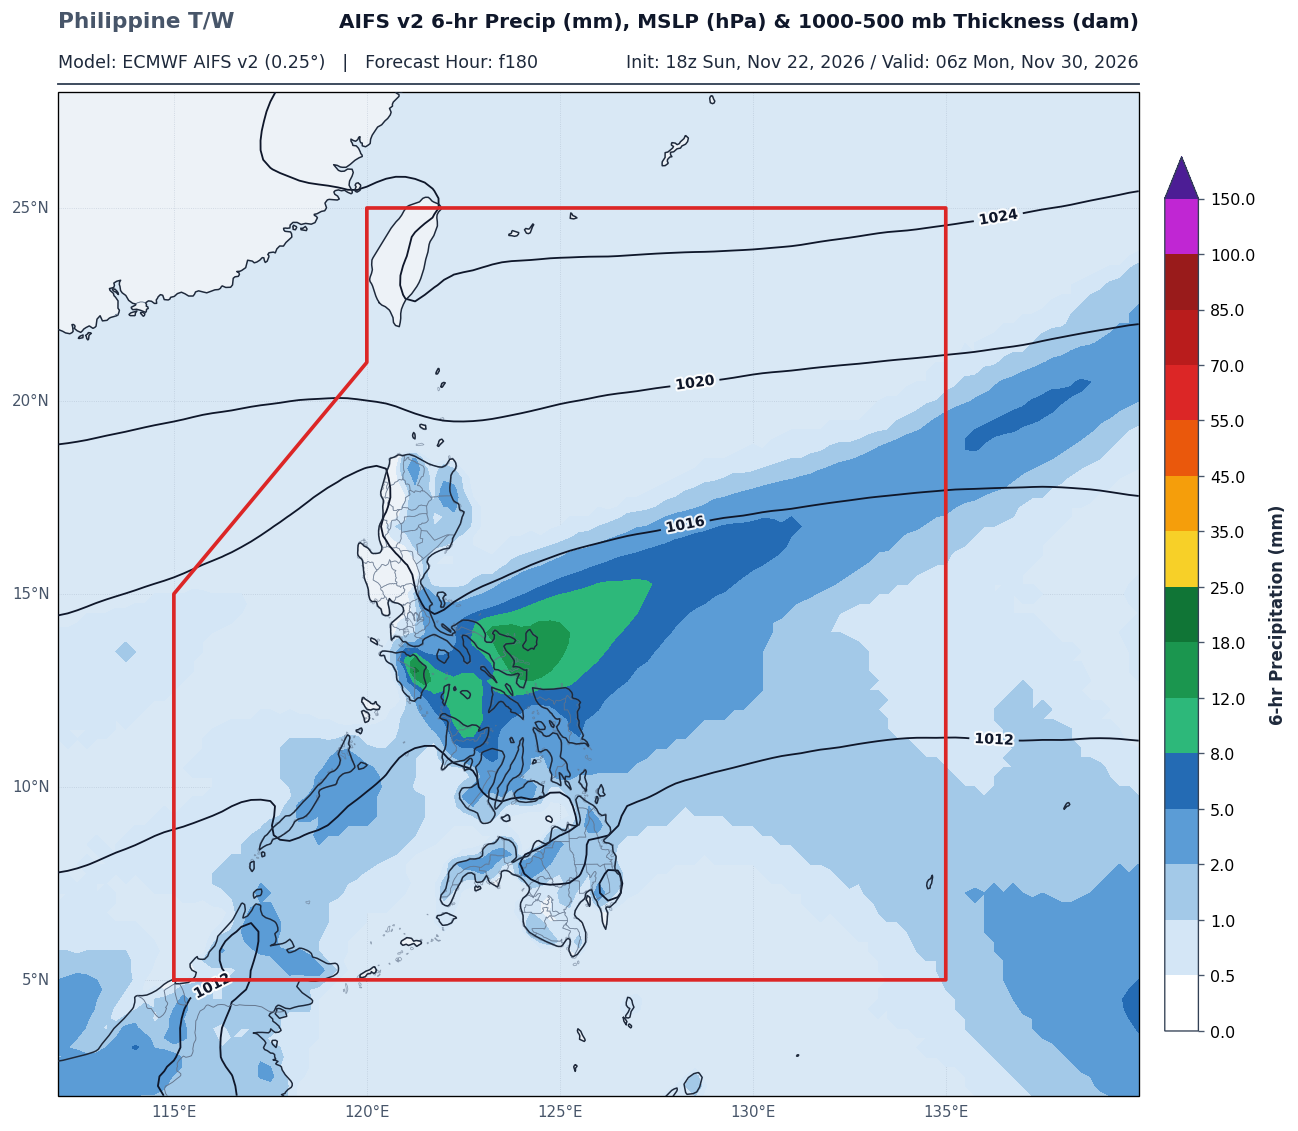 Philippine T/W
AIFS v2 6-hr Precip (mm), MSLP (hPa) & 1000-500 mb Thickness (dam)
Model: ECMWF AIFS v2 (0.25°) | Forecast Hour: f180
Init: 18z Sun, Nov 22, 2026 / Valid: 06z Mon, Nov 30, 2026
25°N
20°N
15°N
10°N
5°N
1024
1020
1016
1012
1012
115°E
120°E
125°E
130°E
135°E
150.0
100.0
85.0
70.0
55.0
45.0
35.0
25.0
18.0
12.0
8.0
5.0
2.0
1.0
0.5
0.0
6-hr Precipitation (mm)